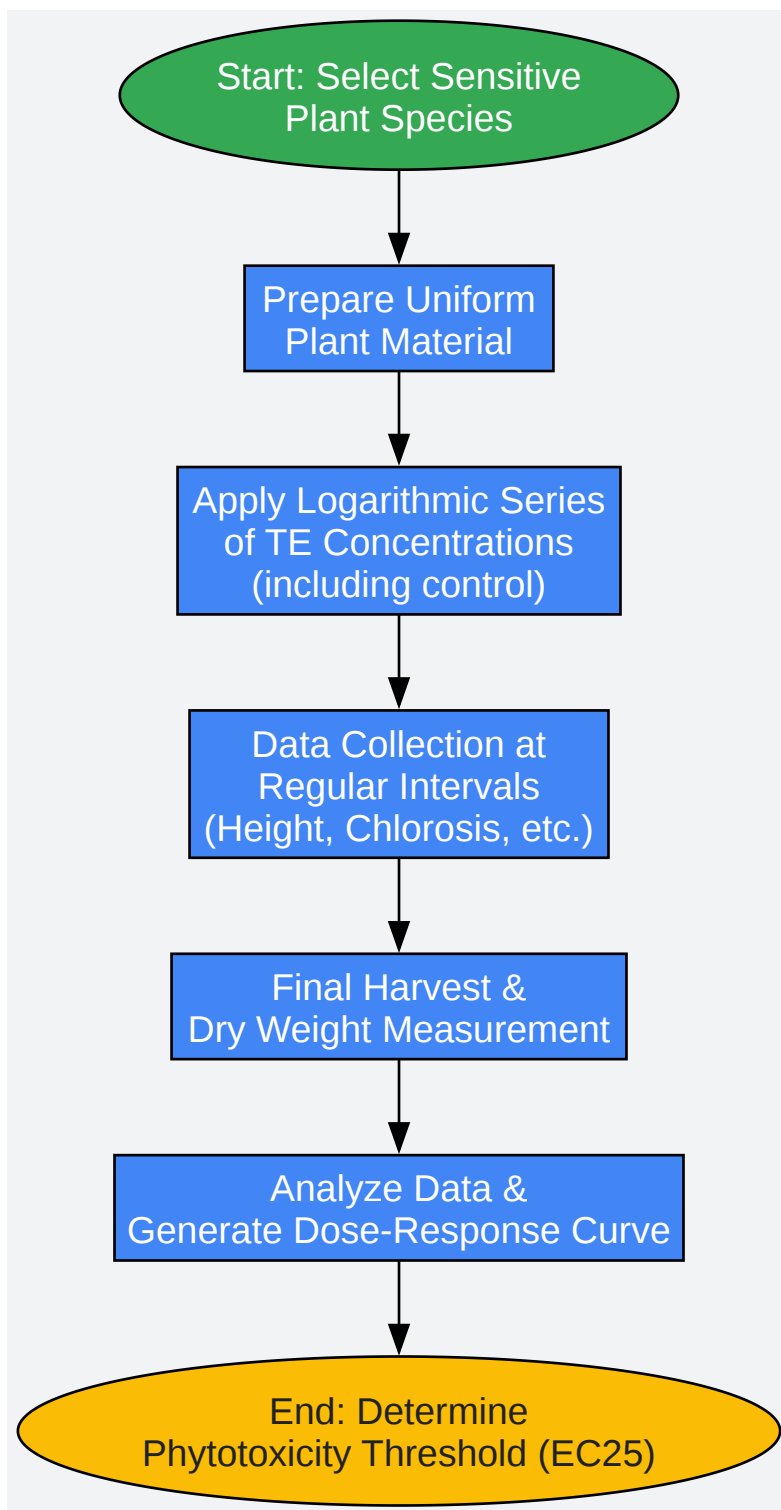 Start: Select Sensitive
Plant Species
Prepare Uniform
Plant Material
Apply Logarithmic Series
of TE Concentrations
(including control)
Data Collection at
Regular Intervals
(Height, Chlorosis, etc.)
Final Harvest &
Dry Weight Measurement
Analyze Data &
Generate Dose-Response Curve
End: Determine
Phytotoxicity Threshold (EC25)